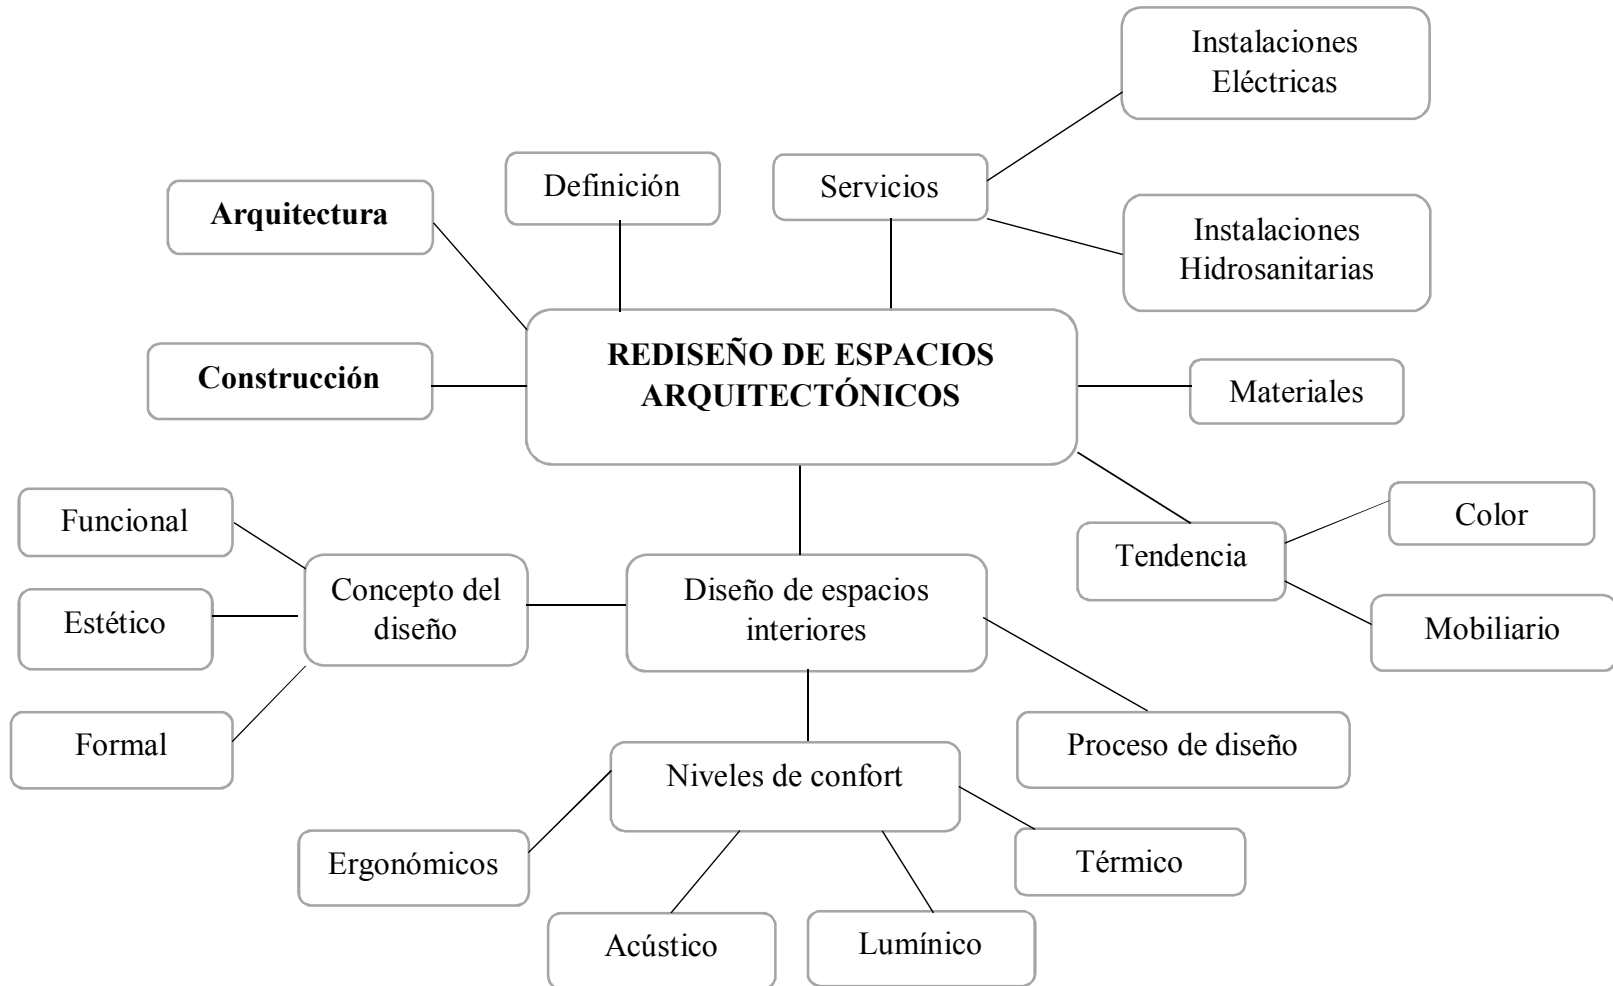 Instalaciones
Eléctricas
Definición
Servicios
Arquitectura
Instalaciones
Hidrosanitarias
REDISEÑO DE ESPACIOS
ARQUITECTÓNICOS
Construcción
Materiales
Funcional
Color
Tendencia
Concepto del
diseño
Diseño de espacios
interiores
Estético
Mobiliario
Formal
Proceso de diseño
Niveles de confort
Ergonómicos
Térmico
Acústico
Lumínico